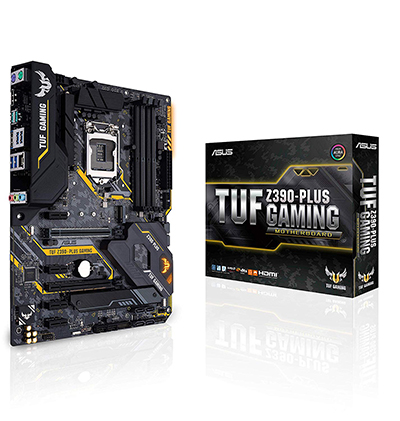 TUF GAMING
ASUS
TUF Z390-PLUS GAMING
ASUS
TUF
Z390-PLUS
GAMING
MOTHERBOARD
HDMI
TUF GAMING
TUF GAMING
Z390-PLUS